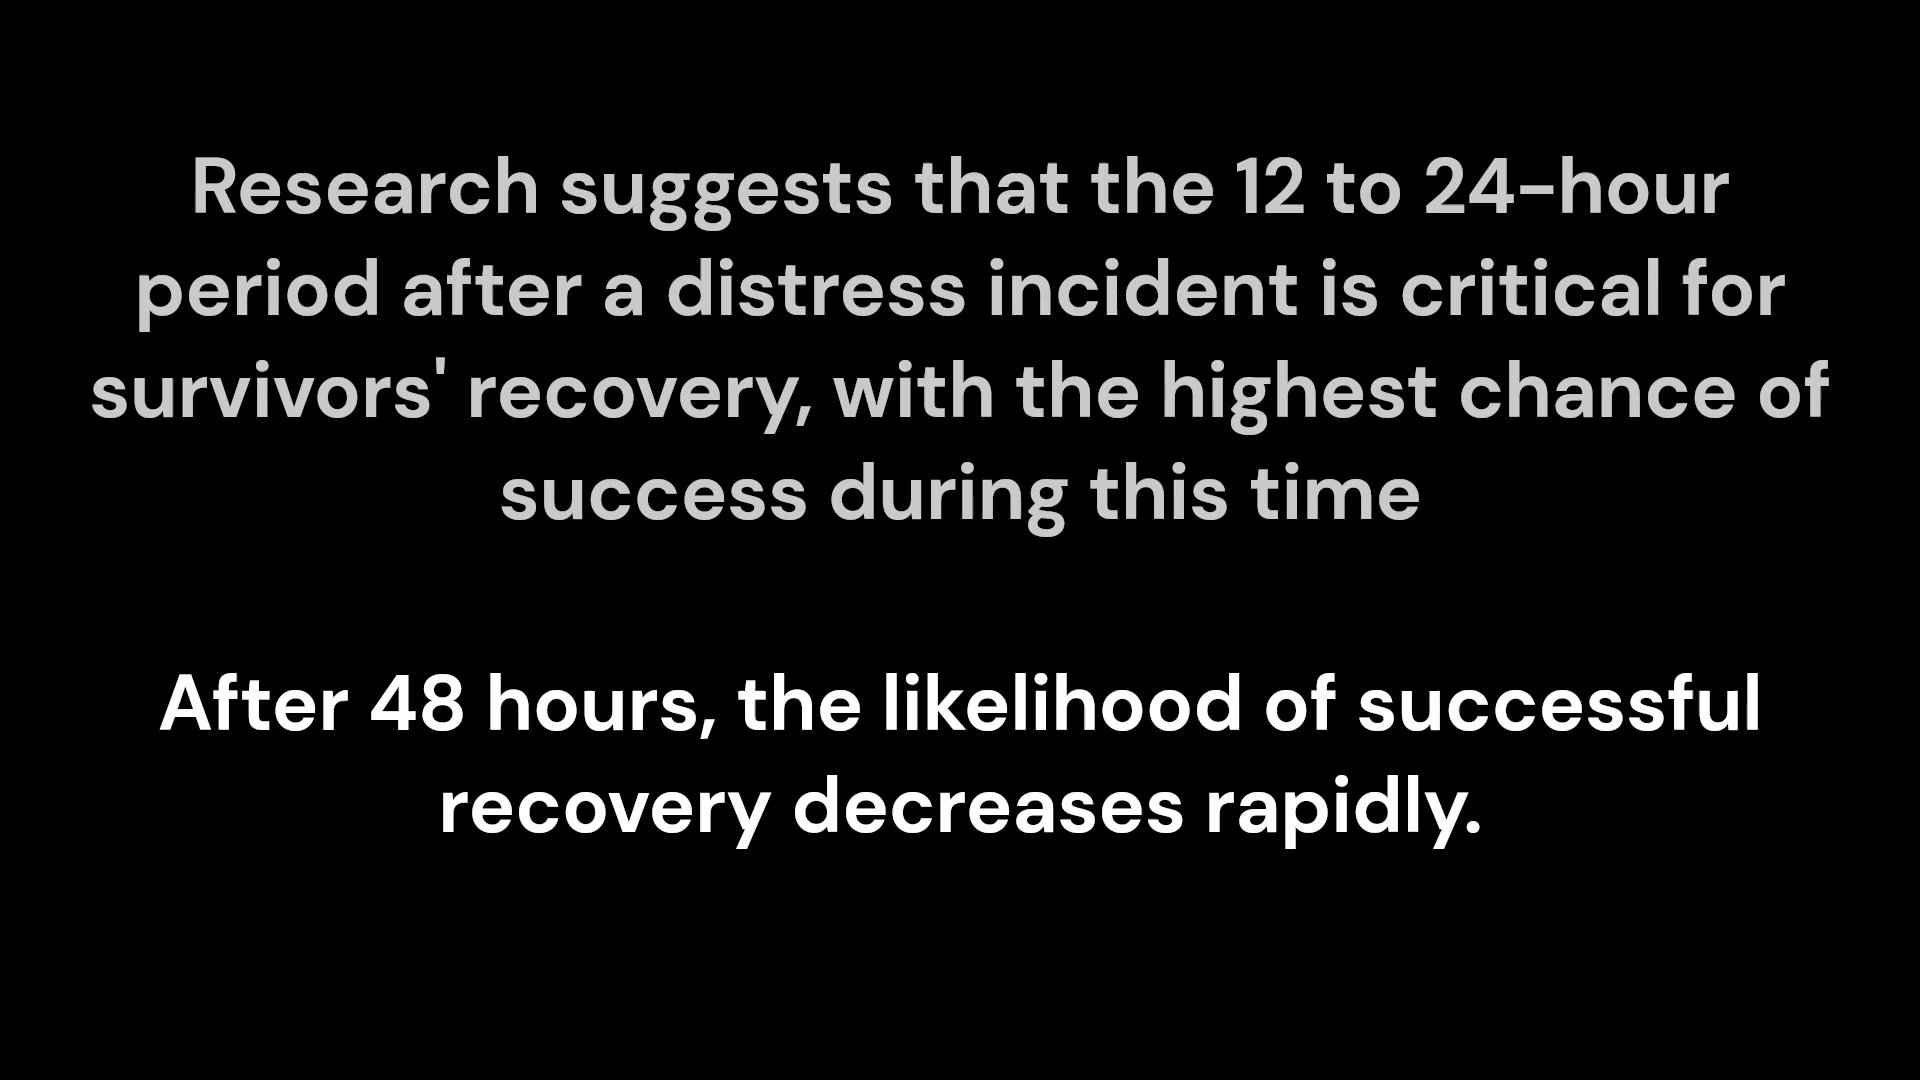 Research suggests that the 12 to 24-hour
period after a distress incident is critical for
survivors' recovery, with the highest chance of
success during this time
After 48 hours, the likelihood of successful
recovery decreases rapidly.